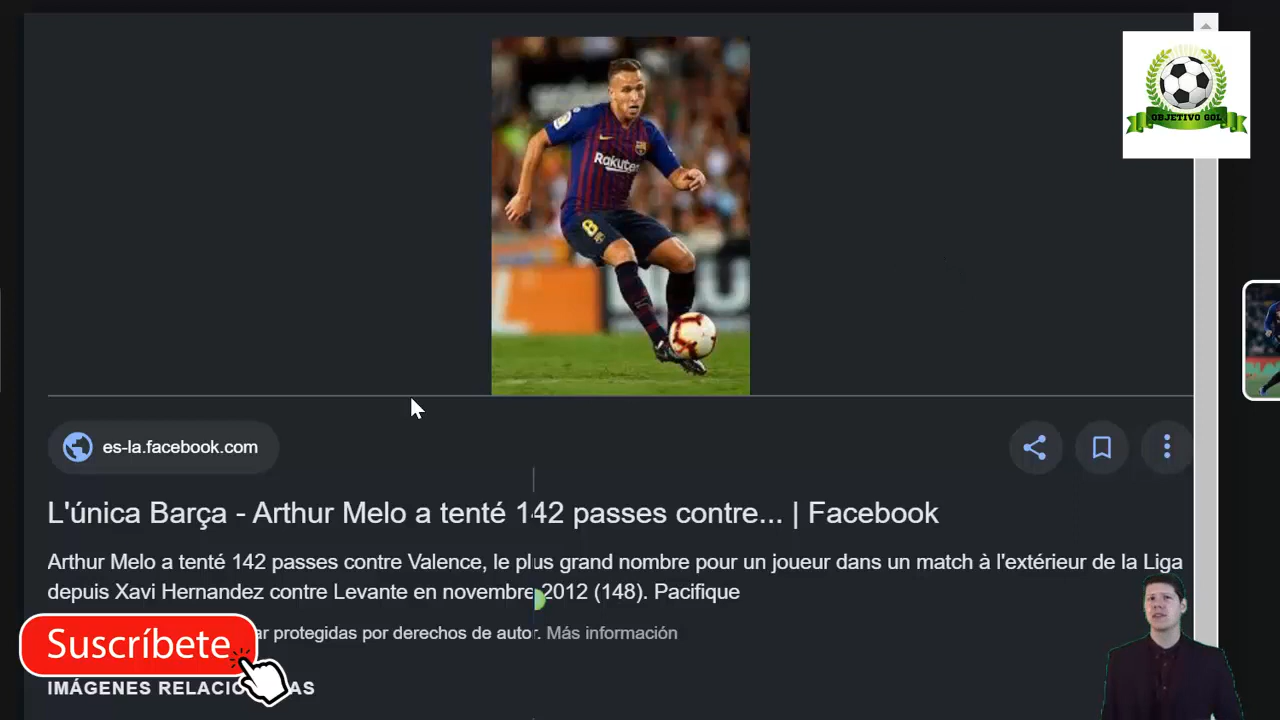 OBJETIVO GOL
Rakuten
8
es-la.facebook.com
L'única Barça - Arthur Melo a tenté 142 passes contre... | Facebook
Arthur Melo a tenté 142 passes contre Valence, le plus grand nombre pour un joueur dans un match à l'extérieur de la Liga
depuis Xavi Hernandez contre Levante en novembre 2012 (148). Pacifique
ar protegidas por derechos de autor. Más información
Suscríbete
IMÁGENES RELACIO AS